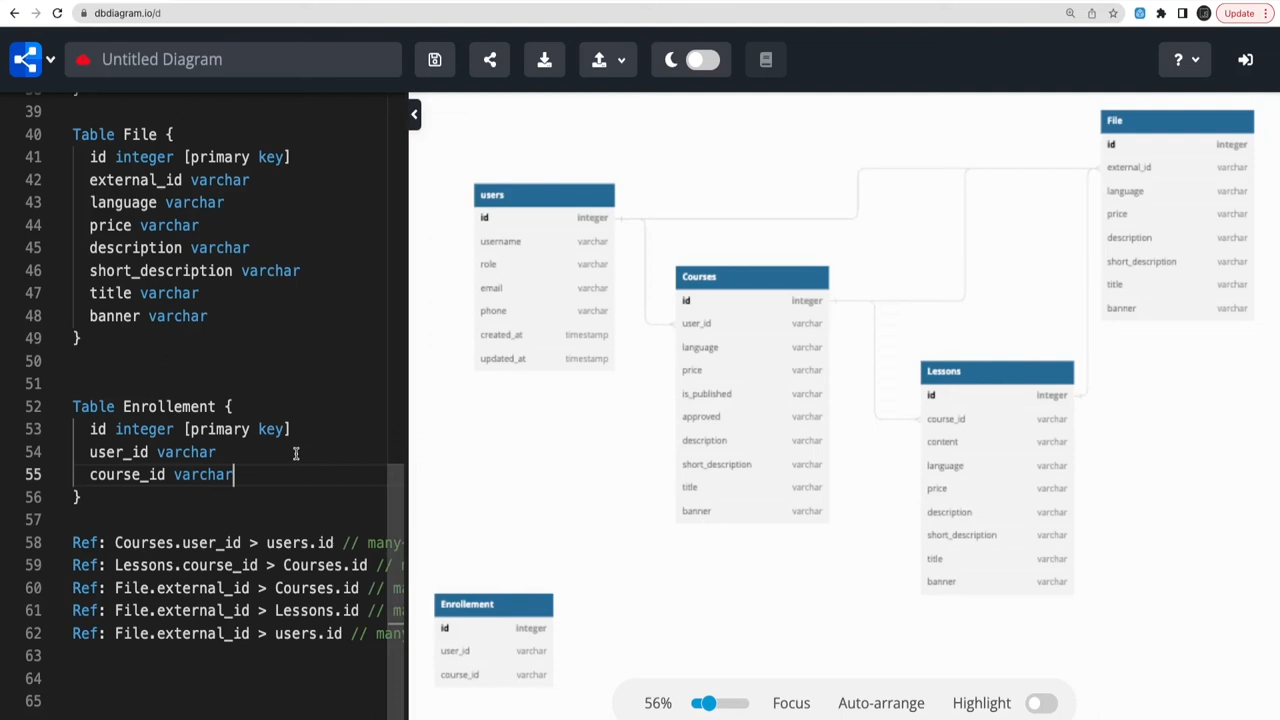 dbdiagram.io/d
Update
Untitled Diagram
?
39
40 Table File {
41 id integer [primary key]
42 external_id varchar
43 language varchar
44 price varchar
45 description varchar
46 short_description varchar
47 title varchar
48 banner varchar
49 }
50
51
52 Table Enrollement {
53 id integer [primary key]
54 user_id varchar
55 course_id varchar
56 }
57
58 Ref: Courses.user_id > users.id // many
59 Ref: Lessons.course_id > Courses.id //
60 Ref: File.external_id > Courses.id // m
61 Ref: File.external_id > Lessons.id // m
62 Ref: File.external_id > users.id // many
63
64
65
users
id integer
username varchar
role varchar
email varchar
phone varchar
created_at timestamp
updated_at timestamp
Courses
id integer
user_id varchar
language varchar
price varchar
is_published varchar
approved varchar
description varchar
short_description varchar
title varchar
banner varchar
File
id integer
external_id varchar
language varchar
price varchar
description varchar
short_description varchar
title varchar
banner varchar
Lessons
id integer
course_id varchar
content varchar
language varchar
price varchar
description varchar
short_description varchar
title varchar
banner varchar
Enrollement
id integer
user_id varchar
course_id varchar
56% Focus Auto-arrange Highlight